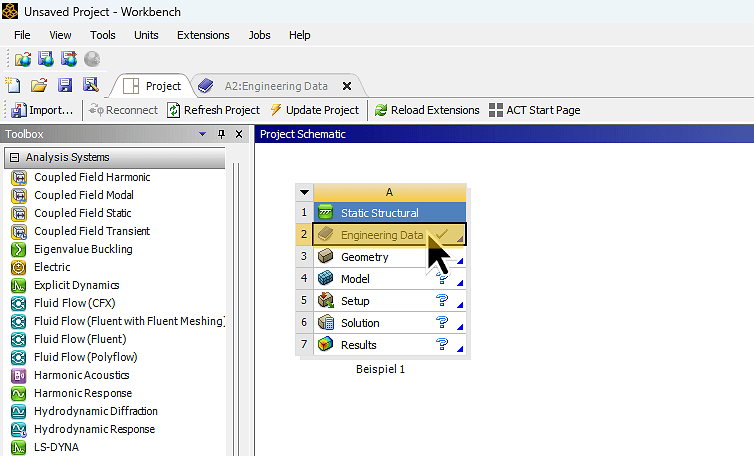 Unsaved Project - Workbench
File View Tools Units Extensions Jobs Help
Project A2:Engineering Data
Import... Reconnect Refresh Project Update Project Reload Extensions ACT Start Page
Toolbox
Analysis Systems
Coupled Field Harmonic
Coupled Field Modal
Coupled Field Static
Coupled Field Transient
Eigenvalue Buckling
Electric
Explicit Dynamics
Fluid Flow (CFX)
Fluid Flow (Fluent with Fluent Meshing)
Fluid Flow (Fluent)
Fluid Flow (Polyflow)
Harmonic Acoustics
Harmonic Response
Hydrodynamic Diffraction
Hydrodynamic Response
LS-DYNA
Project Schematic
A
1 Static Structural
2 Engineering Data
3 Geometry
4 Model ?
5 Setup ?
6 Solution ?
7 Results ?
Beispiel 1